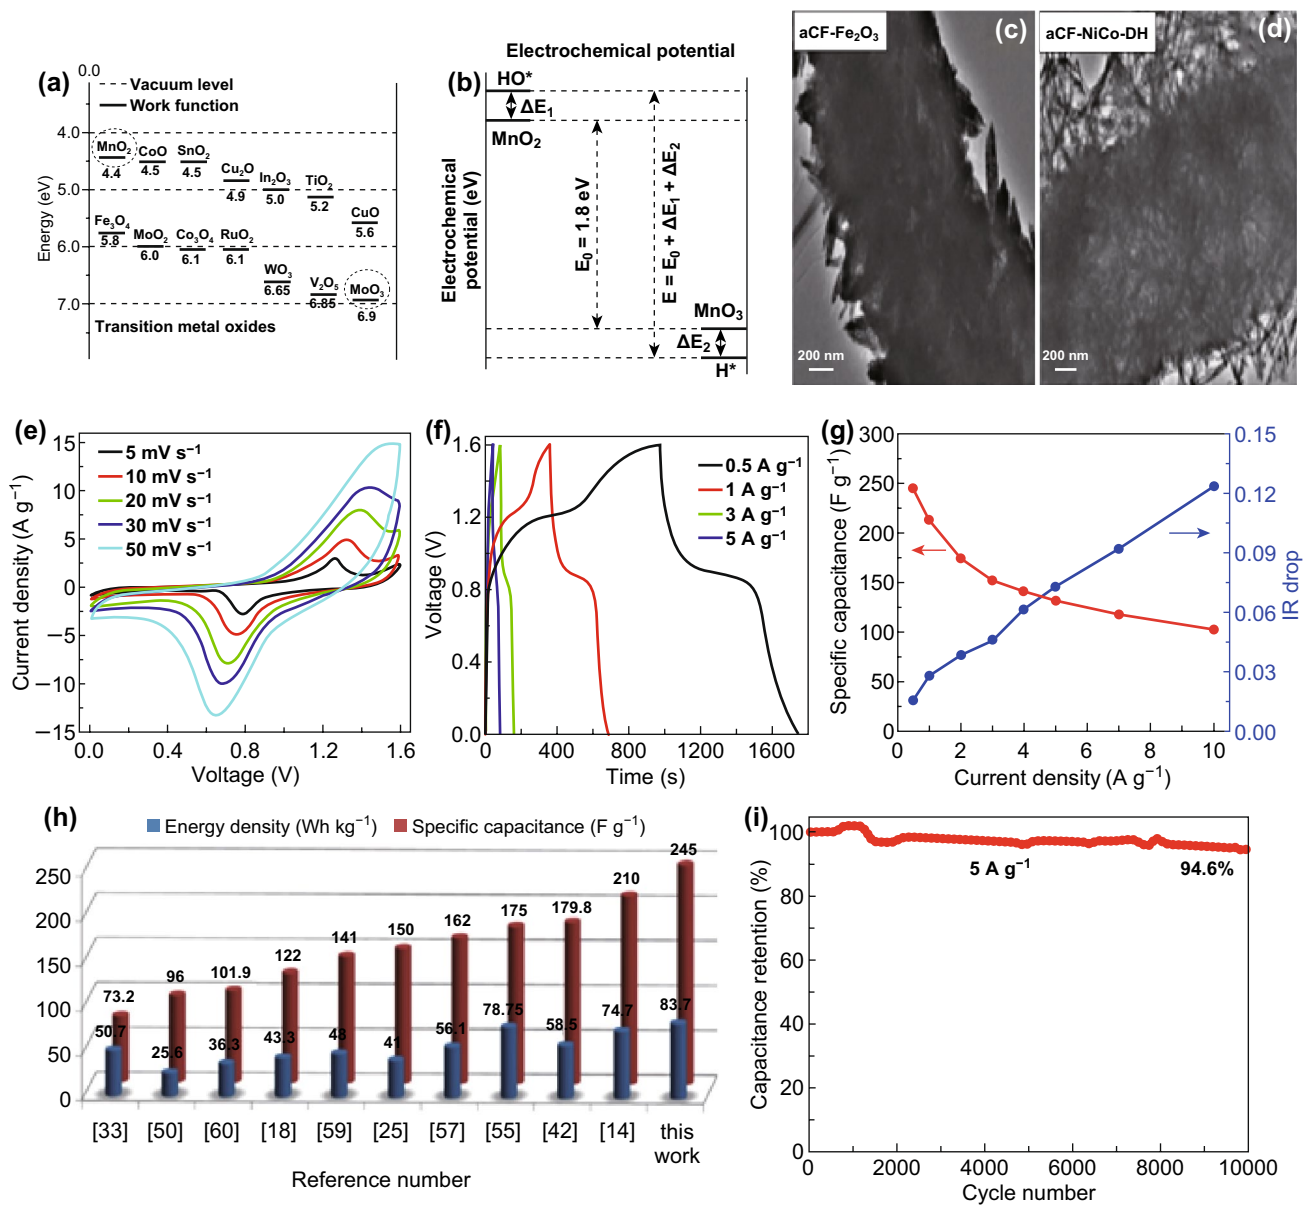 (a)
0.0
Vacuum level
Work function
4.0
5.0
6.0
7.0
Energy (eV)
MnO₂
4.4
CoO
4.5
SnO₂
4.5
Cu₂O
4.9
In₂O₃
5.0
TiO₂
5.2
CuO
5.6
Fe₃O₄
5.8
MoO₂
6.0
Co₃O₄
6.1
RuO₂
6.1
WO₃
6.65
V₂O₅
6.85
MoO₃
6.9
Transition metal oxides
(b)
Electrochemical potential
HO*
ΔE₁
MnO₂
Electrochemical
potential (eV)
E₀ = 1.8 eV
E = E₀ + ΔE₁ + ΔE₂
MnO₃
ΔE₂
H*
aCF-Fe₂O₃
(c)
200 nm
aCF-NiCo-DH
(d)
200 nm
(e)
5 mV s⁻¹
10 mV s⁻¹
20 mV s⁻¹
30 mV s⁻¹
50 mV s⁻¹
15
10
5
0
−5
−10
−15
Current density (A g⁻¹)
0.0 0.4 0.8 1.2 1.6
Voltage (V)
(f)
0.5 A g⁻¹
1 A g⁻¹
3 A g⁻¹
5 A g⁻¹
1.6
1.2
0.8
0.4
0.0
Voltage (V)
0 400 800 1200 1600
Time (s)
(g)
300
250
200
150
100
50
0
Specific capacitance (F g⁻¹)
0.15
0.12
0.09
0.06
0.03
0.00
IR drop
0 2 4 6 8 10
Current density (A g⁻¹)
(h)
Energy density (Wh kg⁻¹)
Specific capacitance (F g⁻¹)
250
200
150
100
50
0
73.2
96
101.9
122
141
150
162
175
179.8
210
245
50.7
25.6
36.3
43.3
48
41
56.1
78.75
58.5
74.7
83.7
[33] [50] [60] [18] [59] [25] [57] [55] [42] [14] this
work
Reference number
(i)
100
80
60
40
20
0
Capacitance retention (%)
5 A g⁻¹
94.6%
0 2000 4000 6000 8000 10000
Cycle number